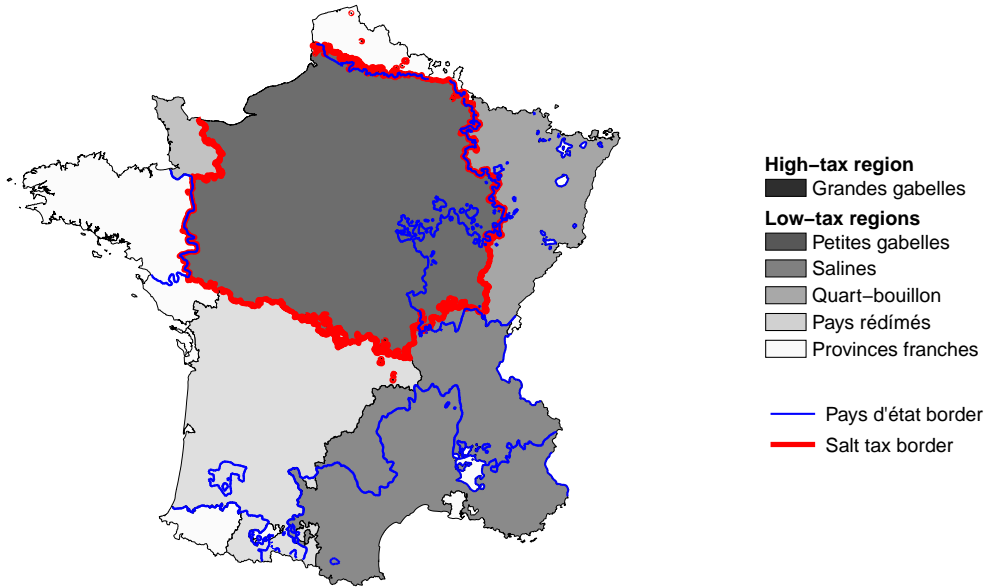 High−tax region
Grandes gabelles
Low−tax regions
Petites gabelles
Salines
Quart−bouillon
Pays rédímés
Provinces franches
Pays d'état border
Salt tax border